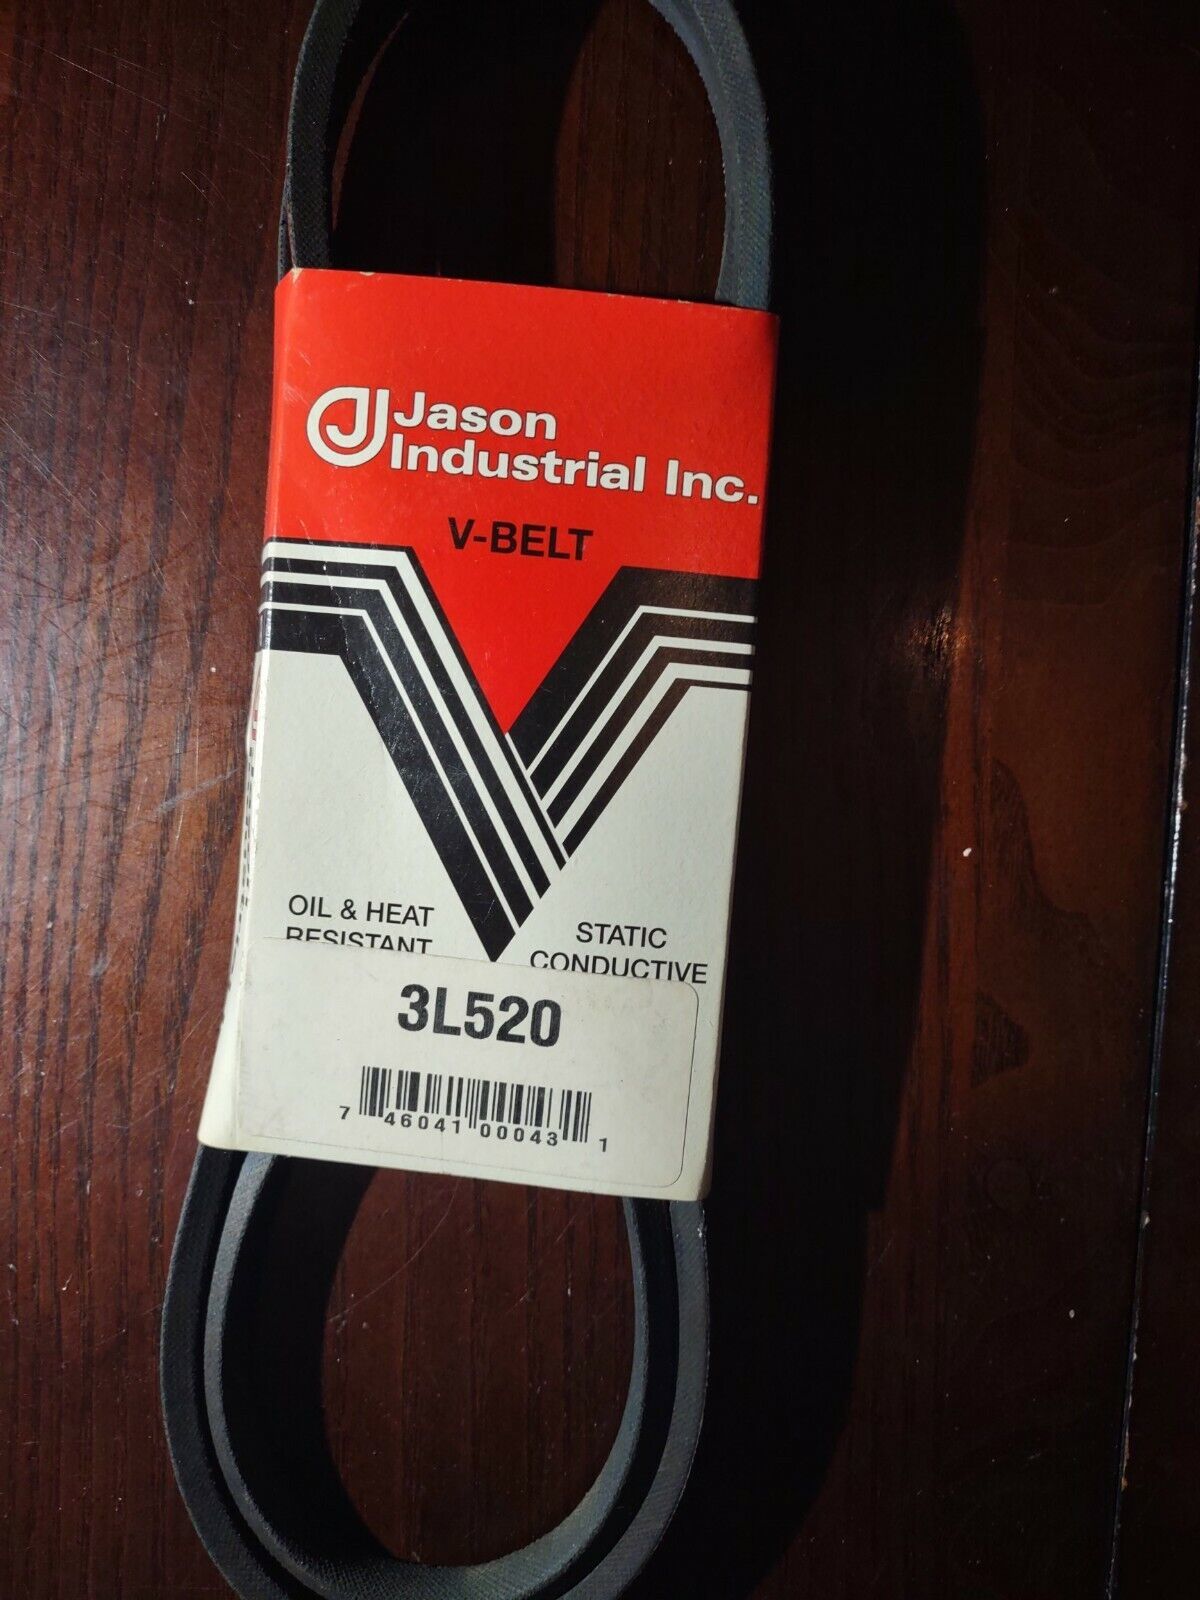 J Jason
Industrial Inc.
V-BELT
OIL & HEAT
RESISTANT
STATIC
CONDUCTIVE
3L520
7 46041 00043 1